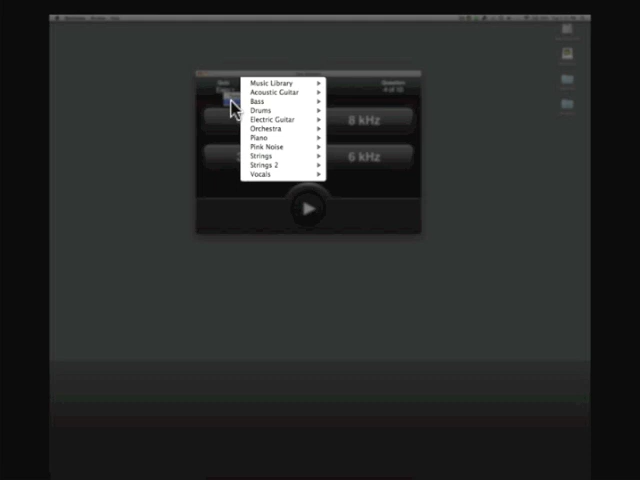 Music Library
Acoustic Guitar
Bass
Drums
Electric Guitar
Orchestra
Piano
Pink Noise
Strings
Strings 2
Vocals
Question
8 kHz
6 kHz